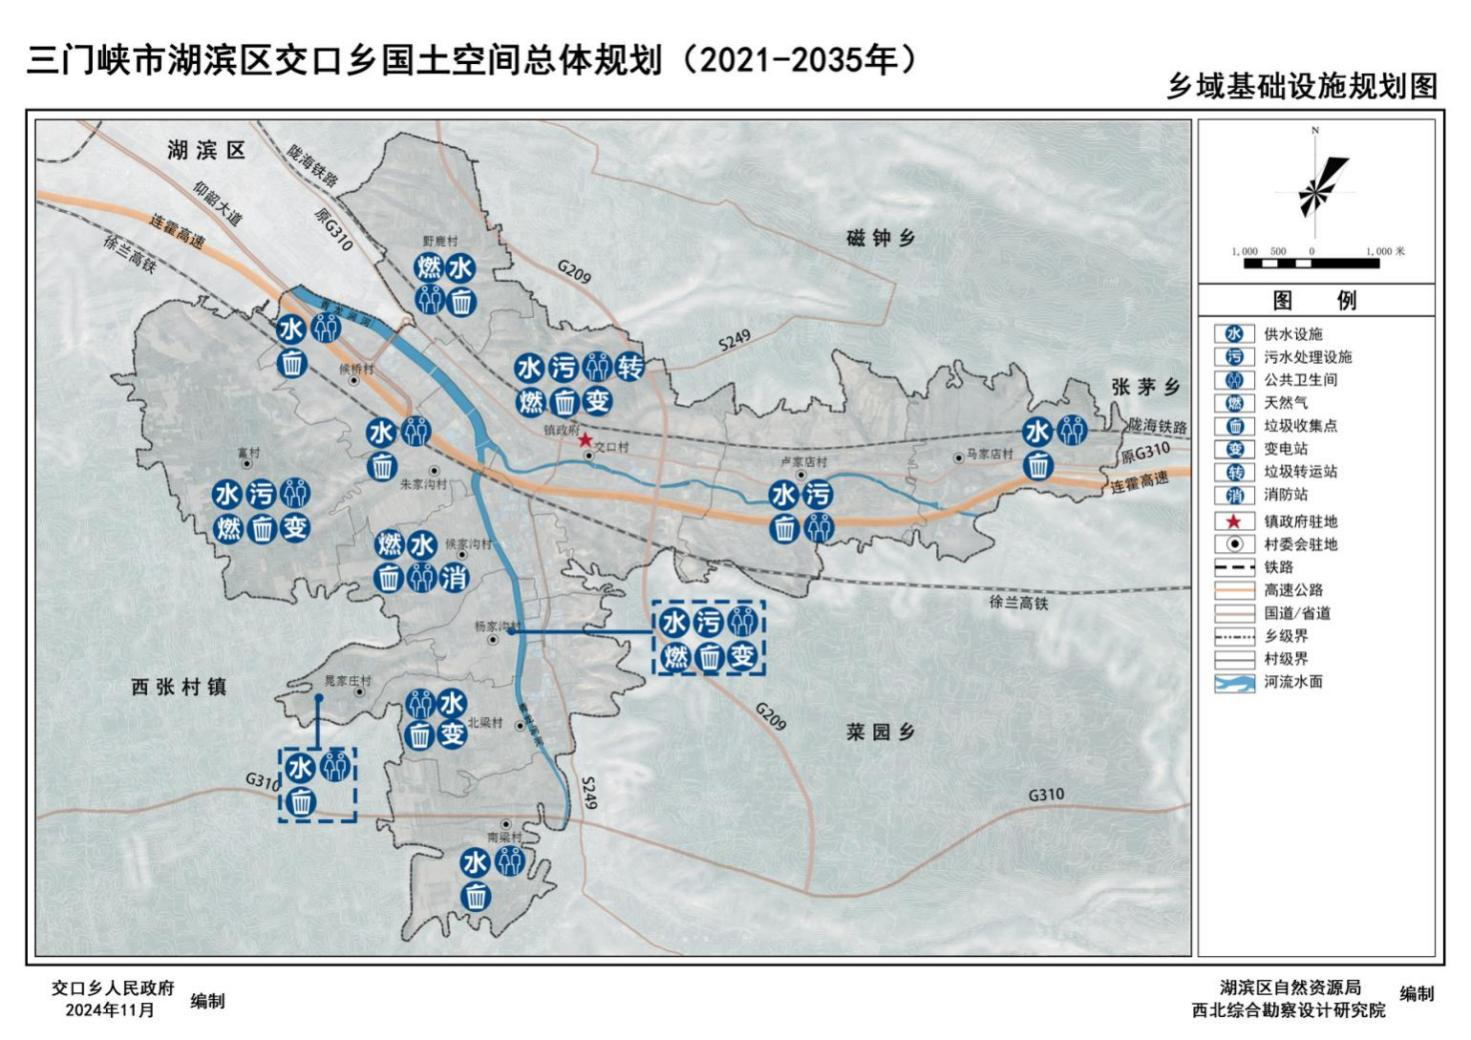 三门峡市湖滨区交口乡国土空间总体规划（2021-2035年）
乡域基础设施规划图
湖滨区
陇海铁路
仰韶大道
原G310
连霍高速
徐兰高铁
野鹿村
燃 水
G209
磁钟乡
S249
水
候桥村
水 污 转
燃 变
镇政府
交口村
张茅乡
陇海铁路
原G310
连霍高速
水
朱家沟村
富村
水 污
燃 变
卢家店村
水 污
马家店村
水
燃 水
候家沟村
消
徐兰高铁
杨家沟村
水 污
燃 变
西张村镇
晁家庄村
水
水
变
北梁村
G209
菜园乡
G310
S249
G310
南梁村
水
N
1,000 500 0 1,000 米
图 例
水 供水设施
污 污水处理设施
公共卫生间
燃 天然气
垃圾收集点
变 变电站
转 垃圾转运站
消 消防站
镇政府驻地
村委会驻地
铁路
高速公路
国道/省道
乡级界
村级界
河流水面
交口乡人民政府
2024年11月
编制
湖滨区自然资源局
西北综合勘察设计研究院
编制